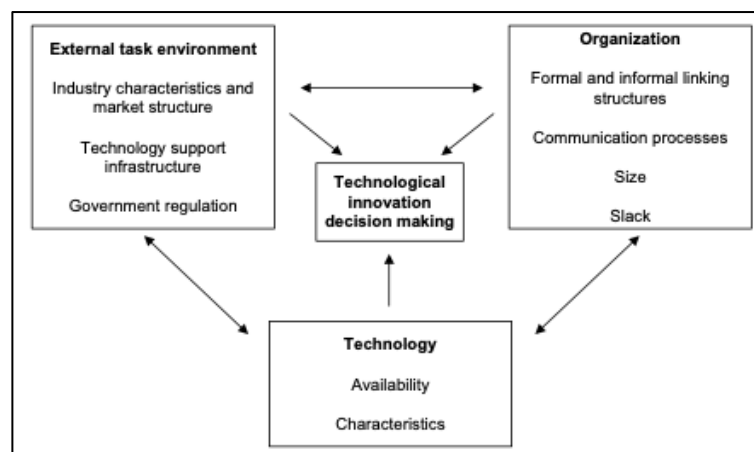 External task environment
Industry characteristics and
market structure
Technology support
infrastructure
Government regulation
Organization
Formal and informal linking
structures
Communication processes
Size
Slack
Technological
innovation
decision making
Technology
Availability
Characteristics